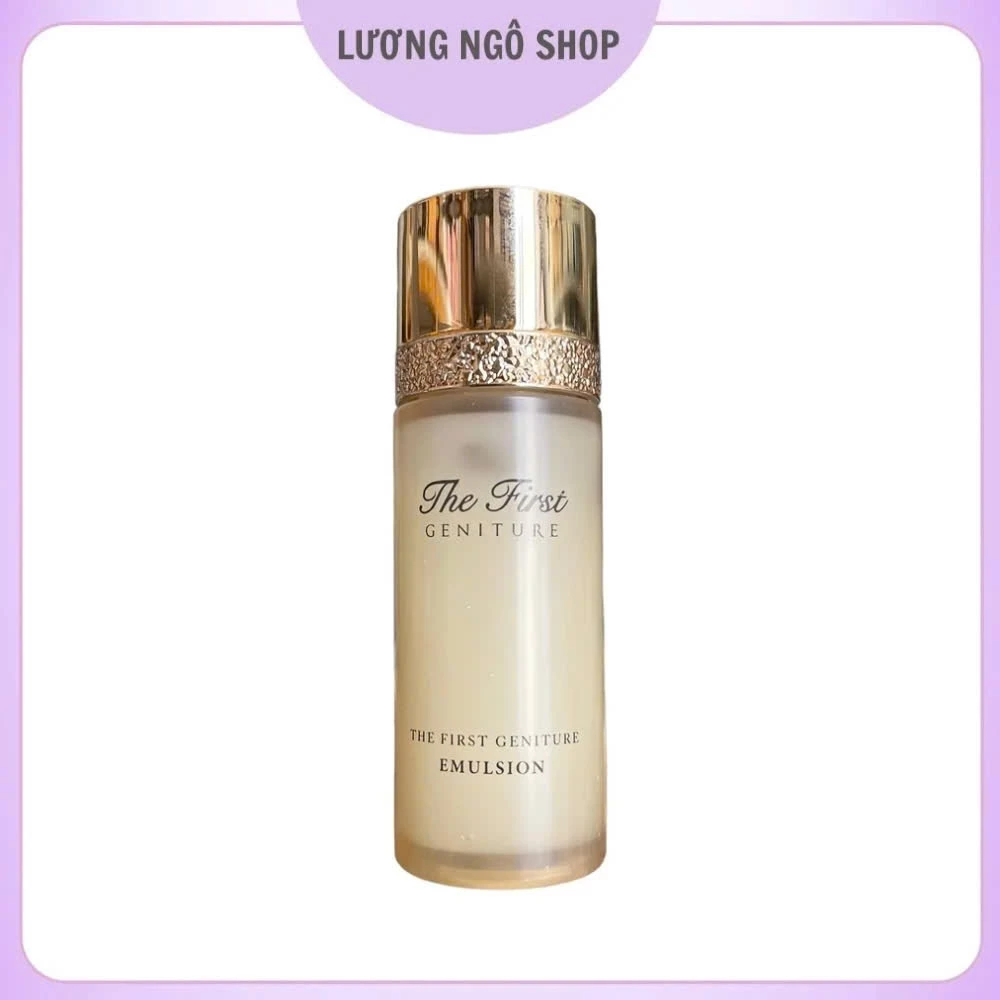 LƯƠNG NGÔ SHOP
The First
GENITURE
THE FIRST GENITURE
EMULSION